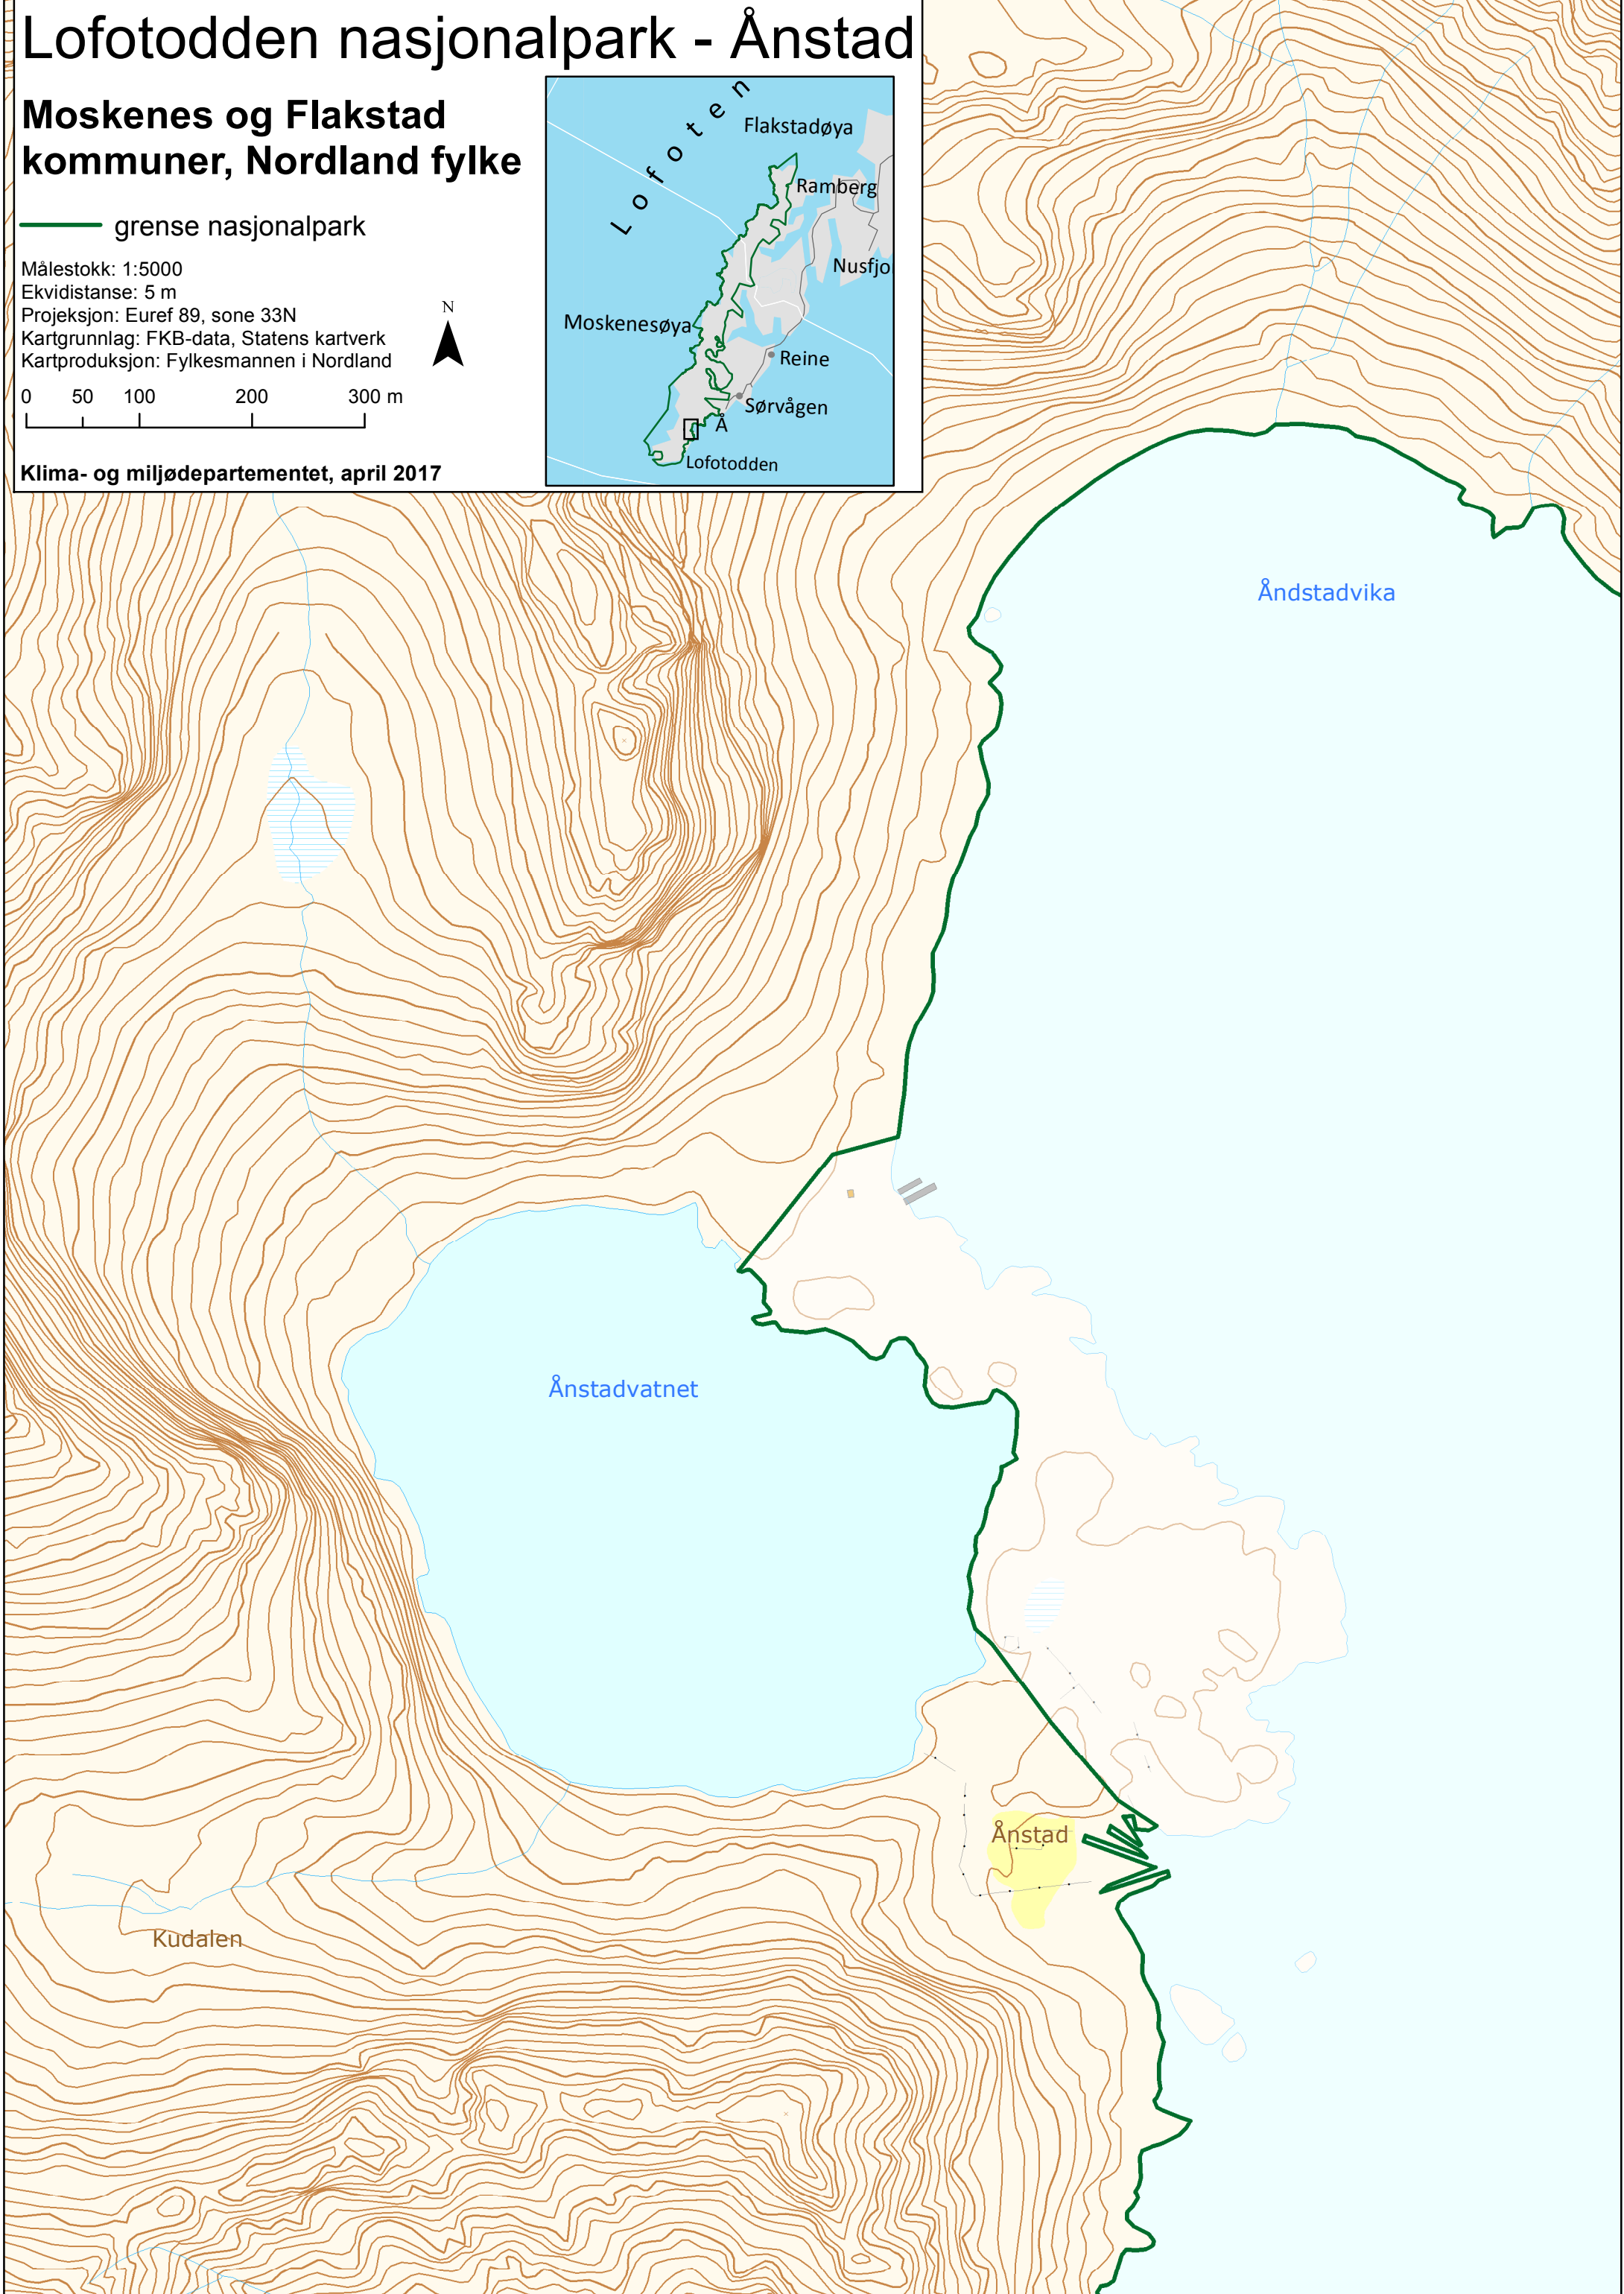 Lofotodden nasjonalpark - Ånstad
Moskenes og Flakstad
kommuner, Nordland fylke
grense nasjonalpark
Målestokk: 1:5000
Ekvidistanse: 5 m
Projeksjon: Euref 89, sone 33N
Kartgrunnlag: FKB-data, Statens kartverk
Kartproduksjon: Fylkesmannen i Nordland
N
0 50 100 200 300 m
Klima- og miljødepartementet, april 2017
Lofoten
Flakstadøya
Ramberg
Nusfjo
Moskenesøya
Reine
Sørvågen
Å
Lofotodden
Åndstadvika
Ånstadvatnet
Ånstad
Kudalen